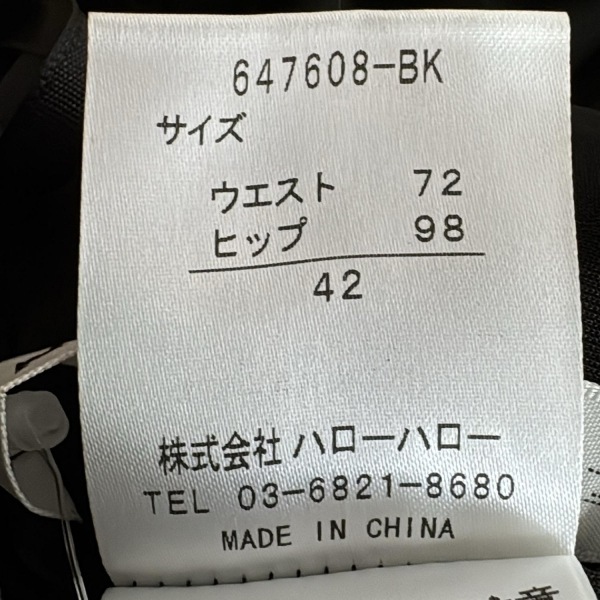 647608-BK
サイズ
ウエスト 72
ヒップ 98
42
株式会社 ハローハロー
TEL 03-6821-8680
MADE IN CHINA